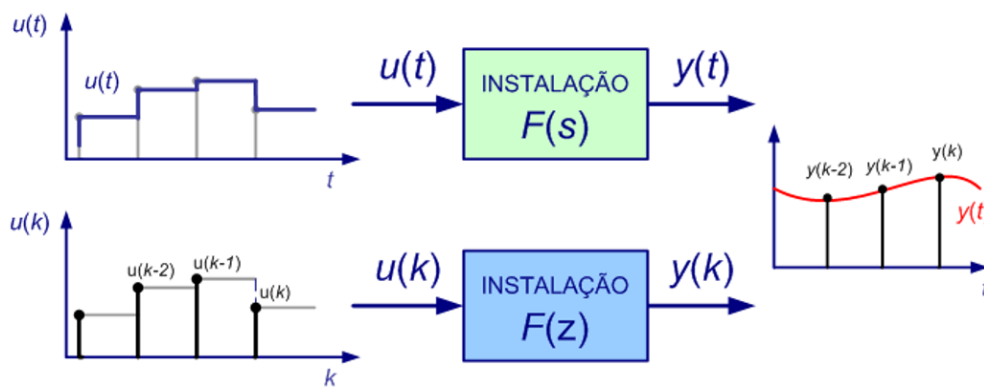 u(t)
u(t)
t
u(t)
INSTALAÇÃO
F(s)
y(t)
u(k)
u(k-2)
u(k-1)
u(k)
k
u(k)
INSTALAÇÃO
F(z)
y(k)
y(k-2)
y(k-1)
y(k)
y(t
t